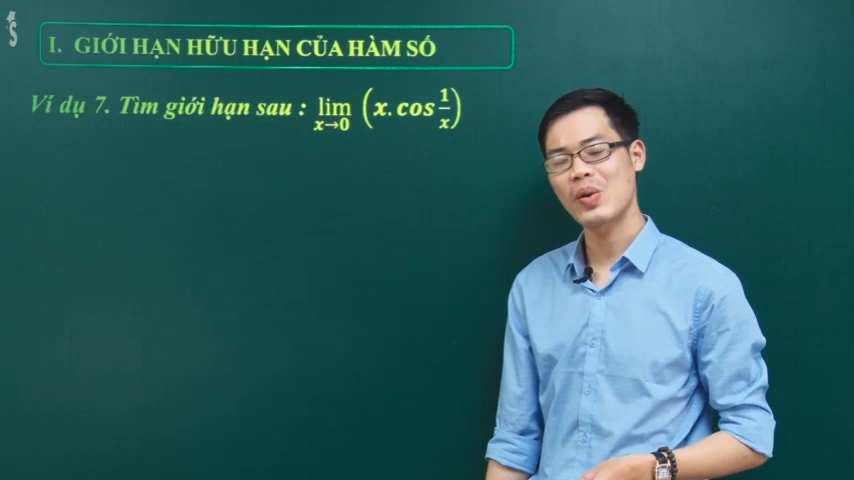 I. GIỚI HẠN HỮU HẠN CỦA HÀM SỐ
Ví dụ 7. Tìm giới hạn sau : lim x→0 (x. cos 1/x)